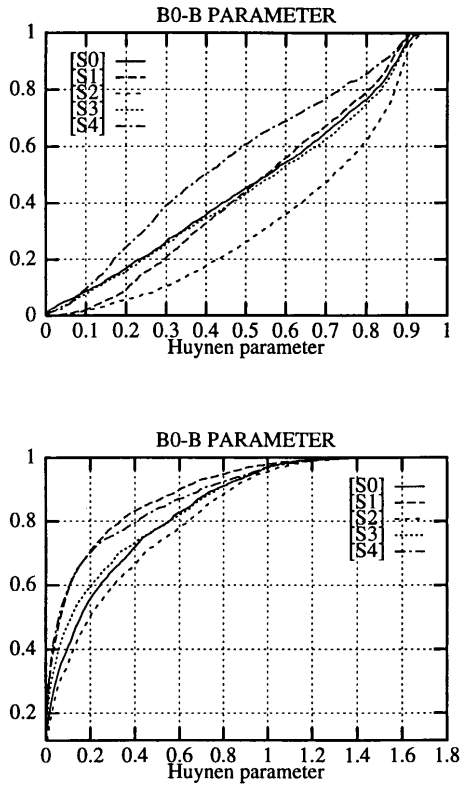 B0-B PARAMETER
1
[S0]
[S1]
0.8
[S2]
[S3]
[S4]
0.6
0.4
0.2
0
0 0.1 0.2 0.3 0.4 0.5 0.6 0.7 0.8 0.9 1
Huynen parameter
B0-B PARAMETER
1
[S0]
[S1]
[S2]
0.8
[S3]
[S4]
0.6
0.4
0.2
0 0.2 0.4 0.6 0.8 1 1.2 1.4 1.6 1.8
Huynen parameter